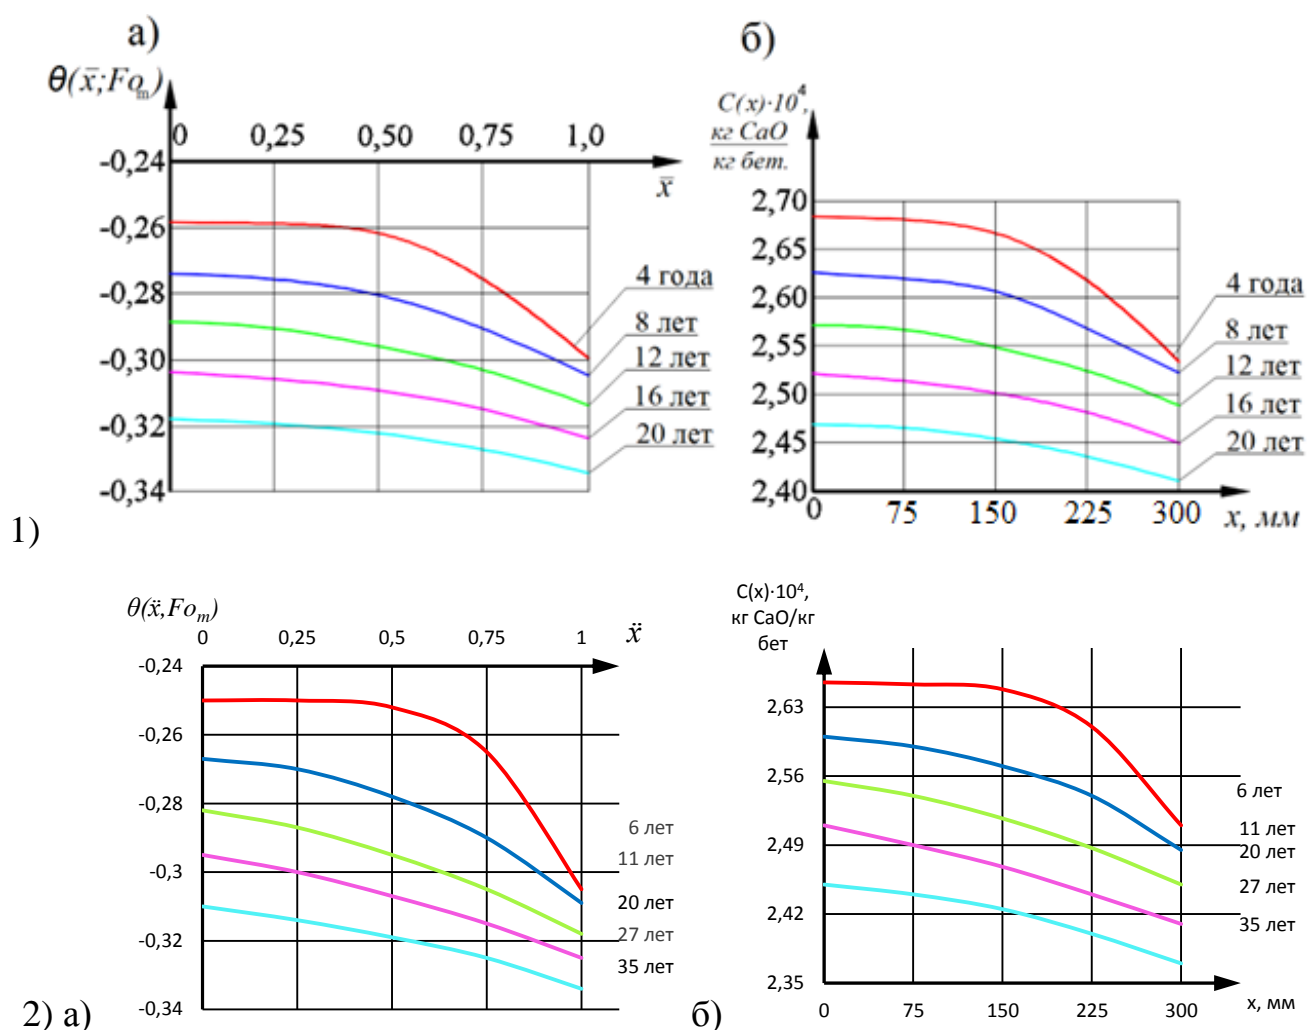 а)
θ(x̄;Foₘ)
0 0,25 0,50 0,75 1,0
x̄
-0,24
-0,26
-0,28
-0,30
-0,32
-0,34
4 года
8 лет
12 лет
16 лет
20 лет
б)
C(x)·10⁴,
кг CaO
кг бет.
2,70
2,65
2,60
2,55
2,50
2,45
2,40
0 75 150 225 300 x, мм
4 года
8 лет
12 лет
16 лет
20 лет
1)
θ(ẍ,Foₘ)
0 0,25 0,5 0,75 1 ẍ
-0,24
-0,26
-0,28
-0,3
-0,32
-0,34
6 лет
11 лет
20 лет
27 лет
35 лет
2) а)
C(x)·10⁴,
кг CaO/кг
бет
2,63
2,56
2,49
2,42
2,35
0 75 150 225 300 x, мм
6 лет
11 лет
20 лет
27 лет
35 лет
б)